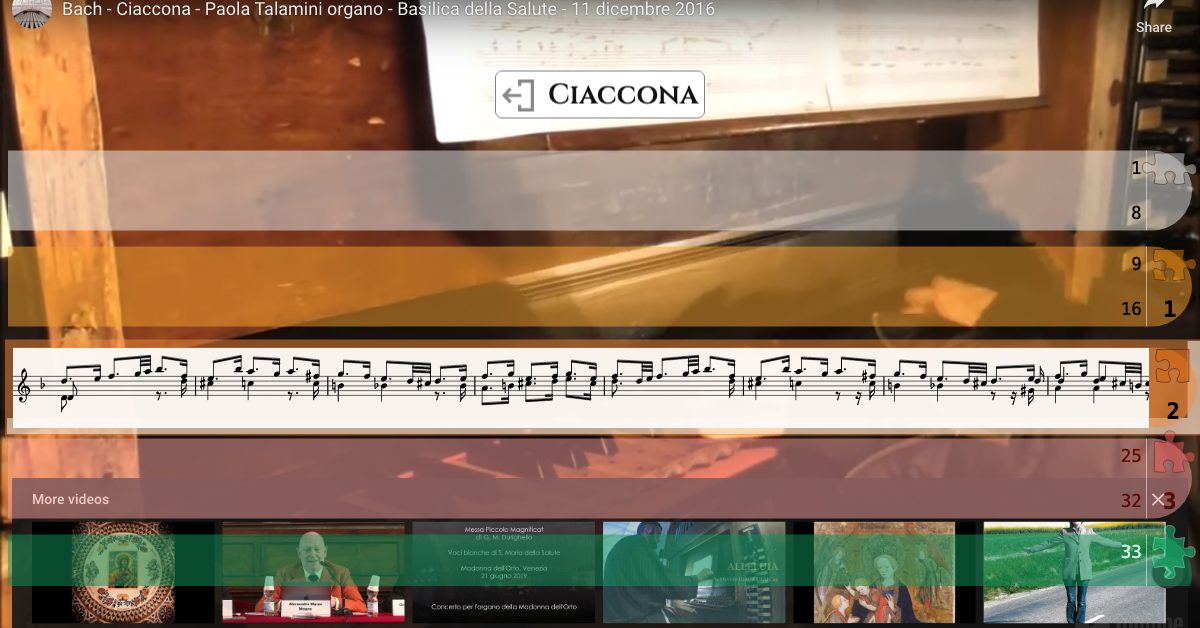 Bach - Ciaccona - Paola Talamini organo - Basilica della Salute - 11 dicembre 2016
Share
Ciaccona
1
8
9
16
1
2
25
32
3
More videos
33
Messa Piccolo Magnificat
di G. M. Durighello
Voci bianche di S. Maria della Salute
Madonna dell'Orto, Venezia
21 giugno 2019
Concerto per l'organo della Madonna dell'Orto
ALLELUIA